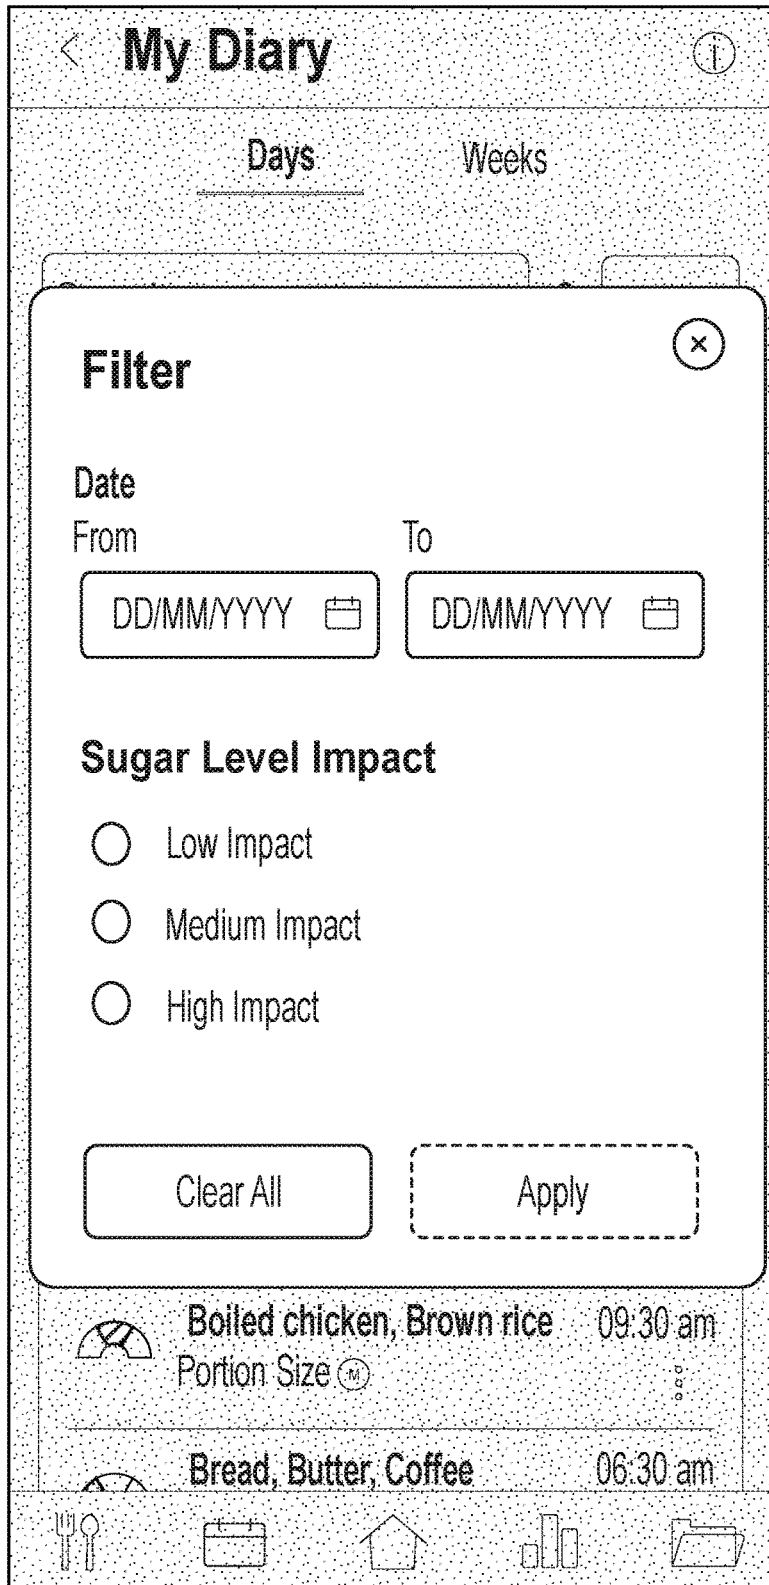 My Diary
Days Weeks
Filter
Date
From To
DD/MM/YYYY DD/MM/YYYY
Sugar Level Impact
Low Impact
Medium Impact
High Impact
Clear All Apply
Boiled chicken, Brown rice 09:30 am
Portion Size M
Bread, Butter, Coffee 06:30 am